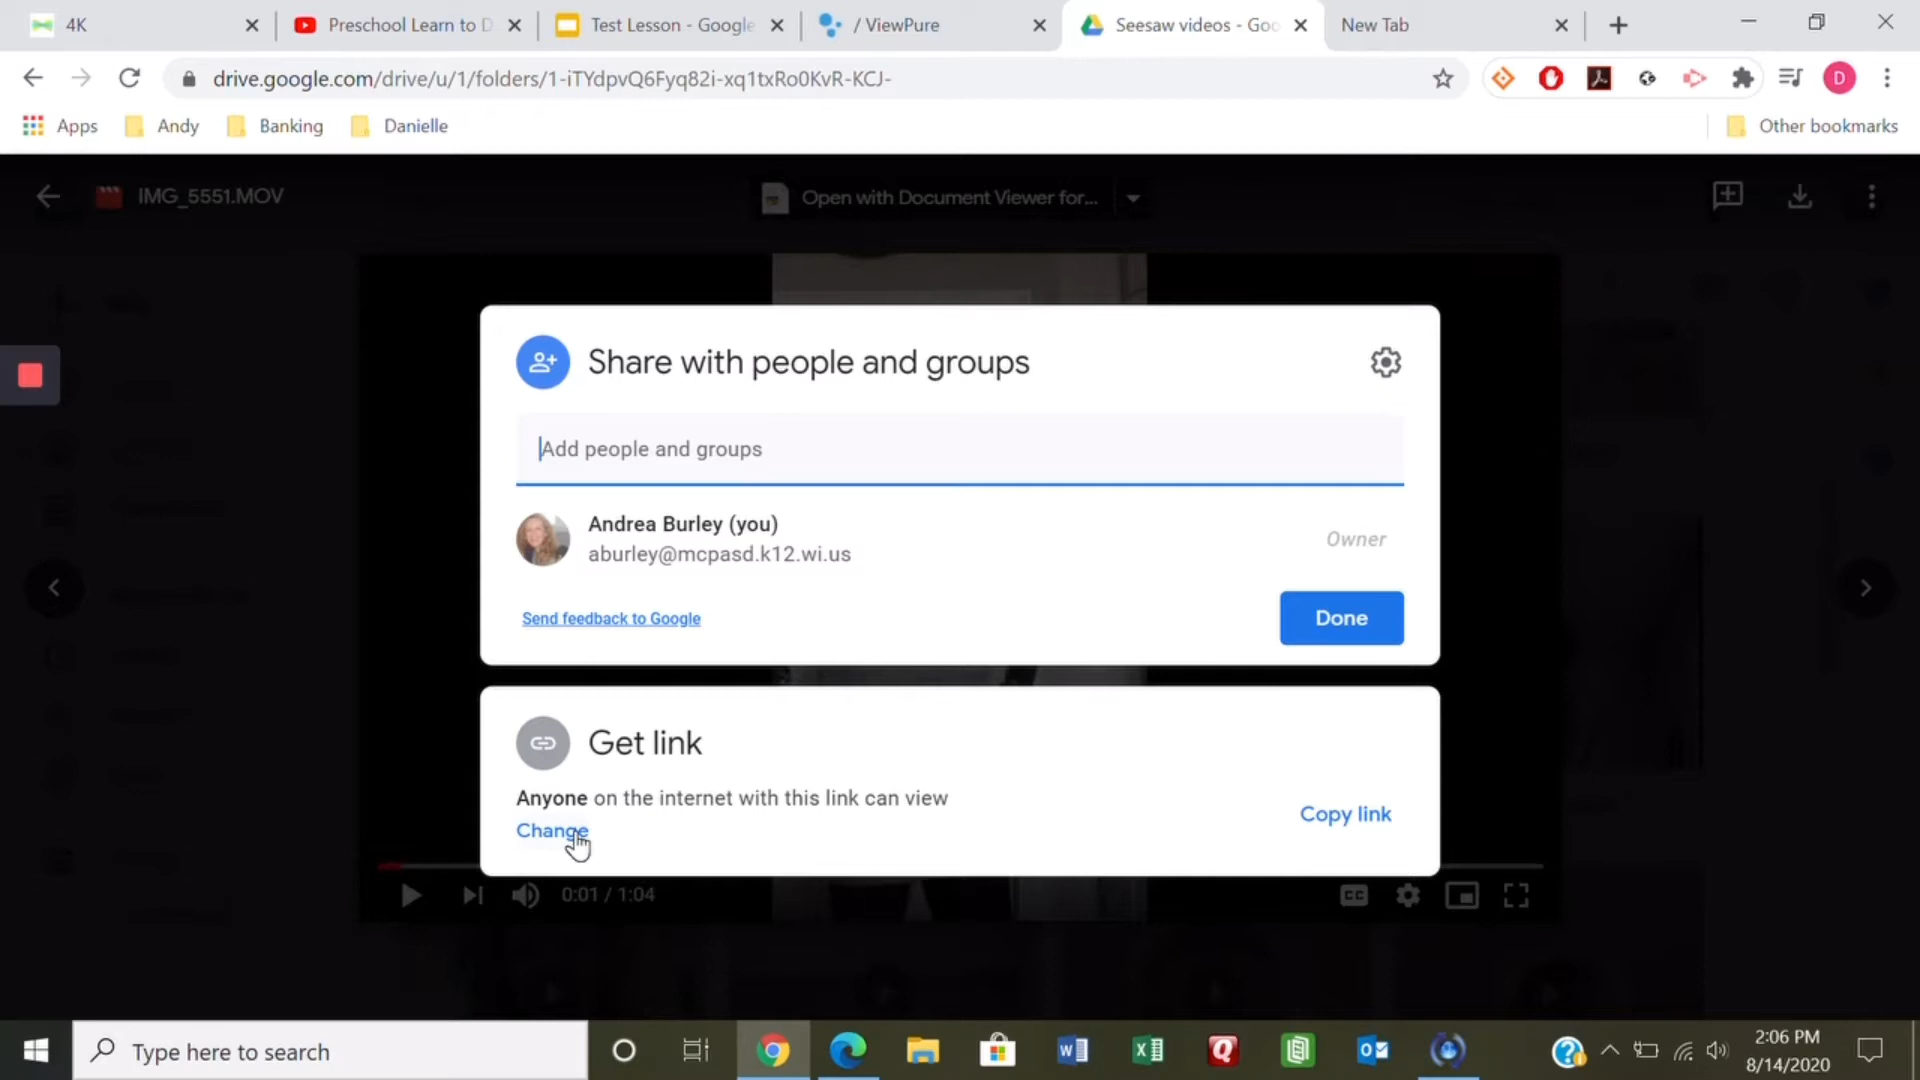 4K
Preschool Learn to D
Test Lesson - Google
/ ViewPure
Seesaw videos - Goo
New Tab
drive.google.com/drive/u/1/folders/1-iTYdpvQ6Fyq82i-xq1txRo0KvR-KCJ-
D
Apps
Andy
Banking
Danielle
Other bookmarks
IMG_5551.MOV
Open with Document Viewer for...
Share with people and groups
Add people and groups
Andrea Burley (you)
aburley@mcpasd.k12.wi.us
Owner
Send feedback to Google
Done
Get link
Anyone on the internet with this link can view
Change
Copy link
0:01 / 1:04
CC
Type here to search
2:06 PM
8/14/2020